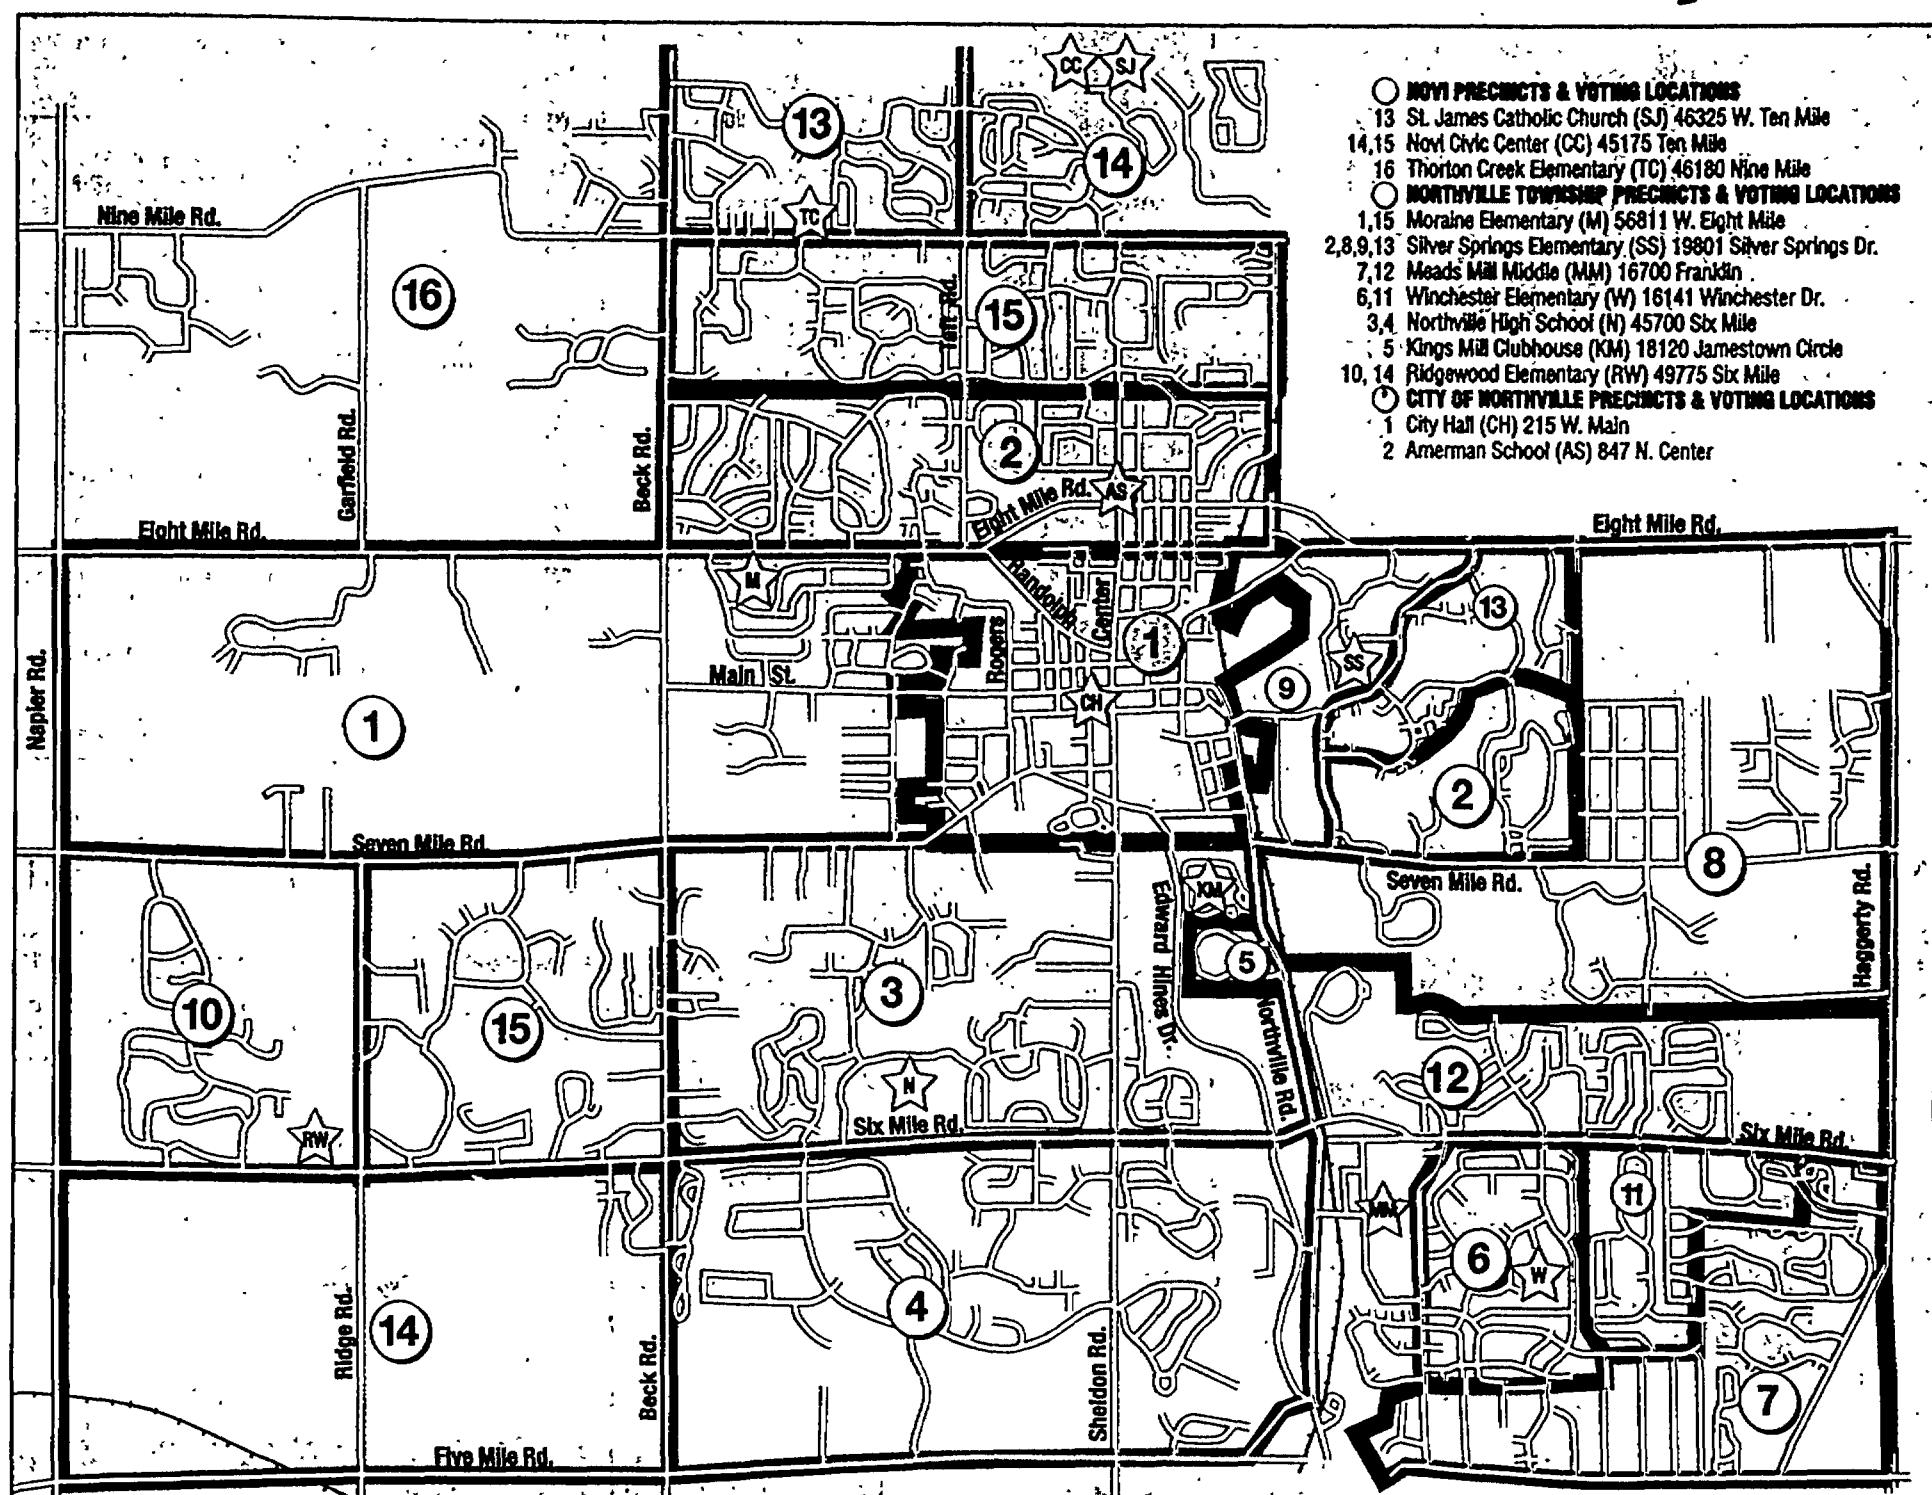 NOVI PRECINCTS & VOTING LOCATIONS
13 St. James Catholic Church (SJ) 46325 W. Ten Mile
14,15 Novi Civic Center (CC) 45175 Ten Mile
16 Thorton Creek Elementary (TC) 46180 Nine Mile
NORTHVILLE TOWNSHIP PRECINCTS & VOTING LOCATIONS
1,15 Moraine Elementary (M) 56811 W. Eight Mile
2,8,9,13 Silver Springs Elementary (SS) 19801 Silver Springs Dr.
7,12 Meads Mill Middle (MM) 16700 Franklin
6,11 Winchester Elementary (W) 16141 Winchester Dr.
3,4 Northville High School (N) 45700 Six Mile
5 Kings Mill Clubhouse (KM) 18120 Jamestown Circle
10, 14 Ridgewood Elementary (RW) 49775 Six Mile
CITY OF NORTHVILLE PRECINCTS & VOTING LOCATIONS
1 City Hall (CH) 215 W. Main
2 Amerman School (AS) 847 N. Center
CC
SJ
13
14
TC
Nine Mile Rd.
16
15
Taft Rd.
Garfield Rd.
Beck Rd.
2
AS
Eight Mile Rd.
Eight Mile Rd.
Eight Mile Rd.
M
Randolph
Center
Rogers
1
13
SS
9
Main St.
CH
Napier Rd.
1
2
Seven Mile Rd.
8
Seven Mile Rd.
Haggerty Rd.
KM
Edward Hines Dr.
5
3
10
15
Northville Rd.
12
N
RW
Six Mile Rd.
Six Mile Rd.
11
MM
6
W
4
14
Ridge Rd.
Beck Rd.
Sheldon Rd.
7
Five Mile Rd.